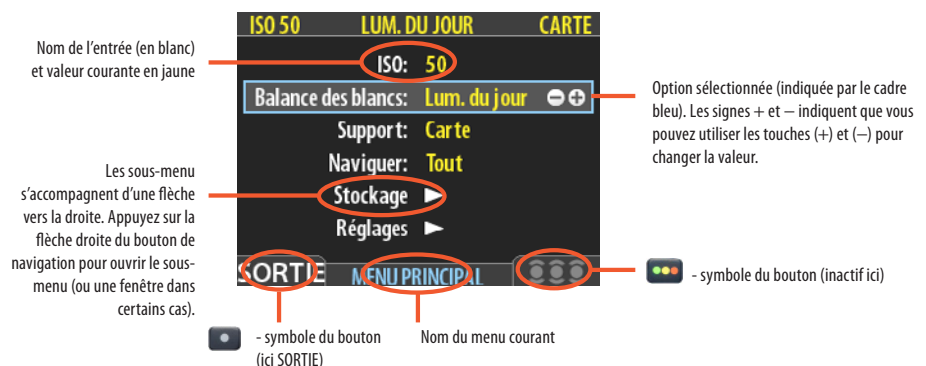 ISO 50 LUM. DU JOUR CARTE
Nom de l'entrée (en blanc)
et valeur courante en jaune
ISO: 50
Balance des blancs: Lum. du jour
Option sélectionnée (indiquée par le cadre
bleu). Les signes + et – indiquent que vous
pouvez utiliser les touches (+) et (–) pour
changer la valeur.
Support: Carte
Naviguer: Tout
Les sous-menu
s'accompagnent d'une flèche
vers la droite. Appuyez sur la
flèche droite du bouton de
navigation pour ouvrir le sous-
menu (ou une fenêtre dans
certains cas).
Stockage
Réglages
SORTIE MENU PRINCIPAL
- symbole du bouton (inactif ici)
- symbole du bouton
(ici SORTIE)
Nom du menu courant